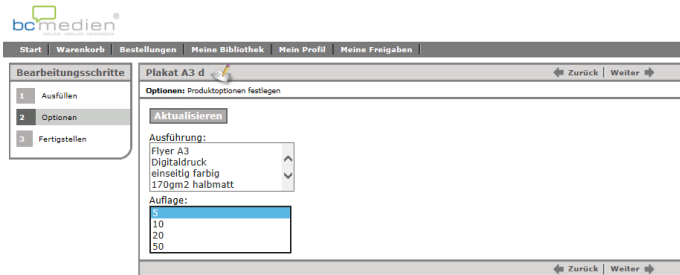 bcmedien®
Start | Warenkorb | Bestellungen | Meine Bibliothek | Mein Profil | Meine Freigaben |
Bearbeitungsschritte
1 Ausfüllen
2 Optionen
3 Fertigstellen
Plakat A3 d
Zurück | Weiter
Optionen: Produktoptionen festlegen
Aktualisieren
Ausführung:
Flyer A3
Digitaldruck
einseitig farbig
170gm2 halbmatt
Auflage:
5
10
20
50
Zurück | Weiter